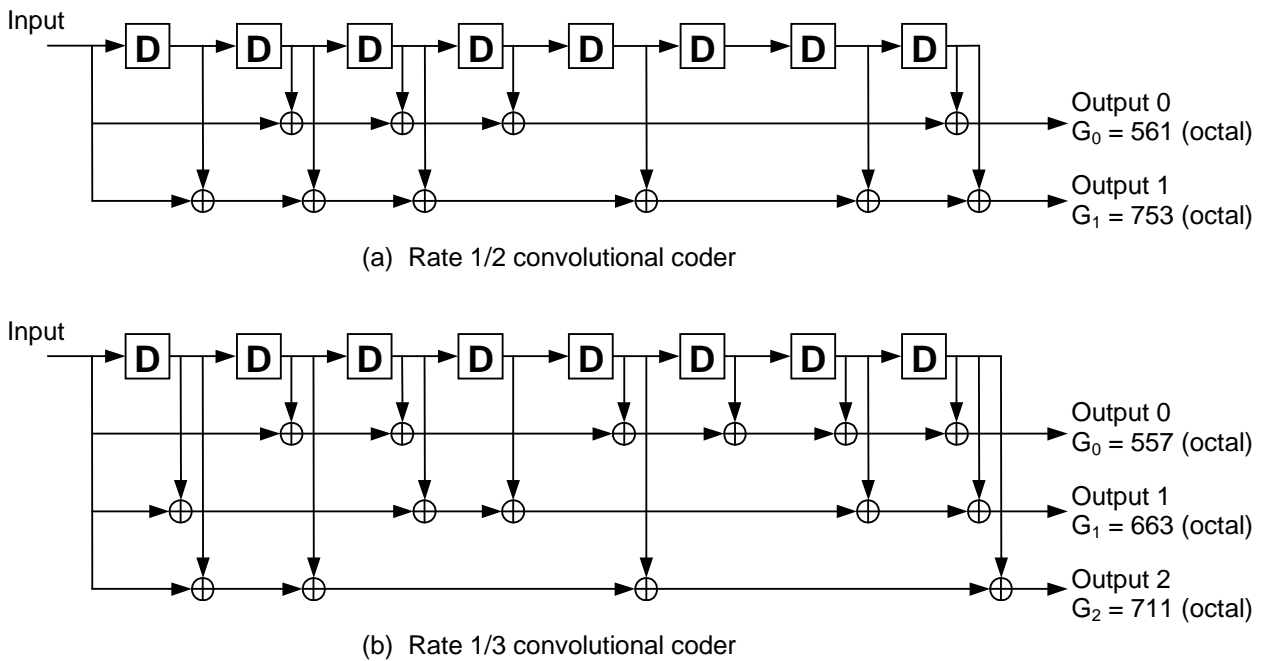 Input
D D D D D D D D
Output 0
G₀ = 561 (octal)
Output 1
G₁ = 753 (octal)
(a) Rate 1/2 convolutional coder
Input
D D D D D D D D
Output 0
G₀ = 557 (octal)
Output 1
G₁ = 663 (octal)
Output 2
G₂ = 711 (octal)
(b) Rate 1/3 convolutional coder